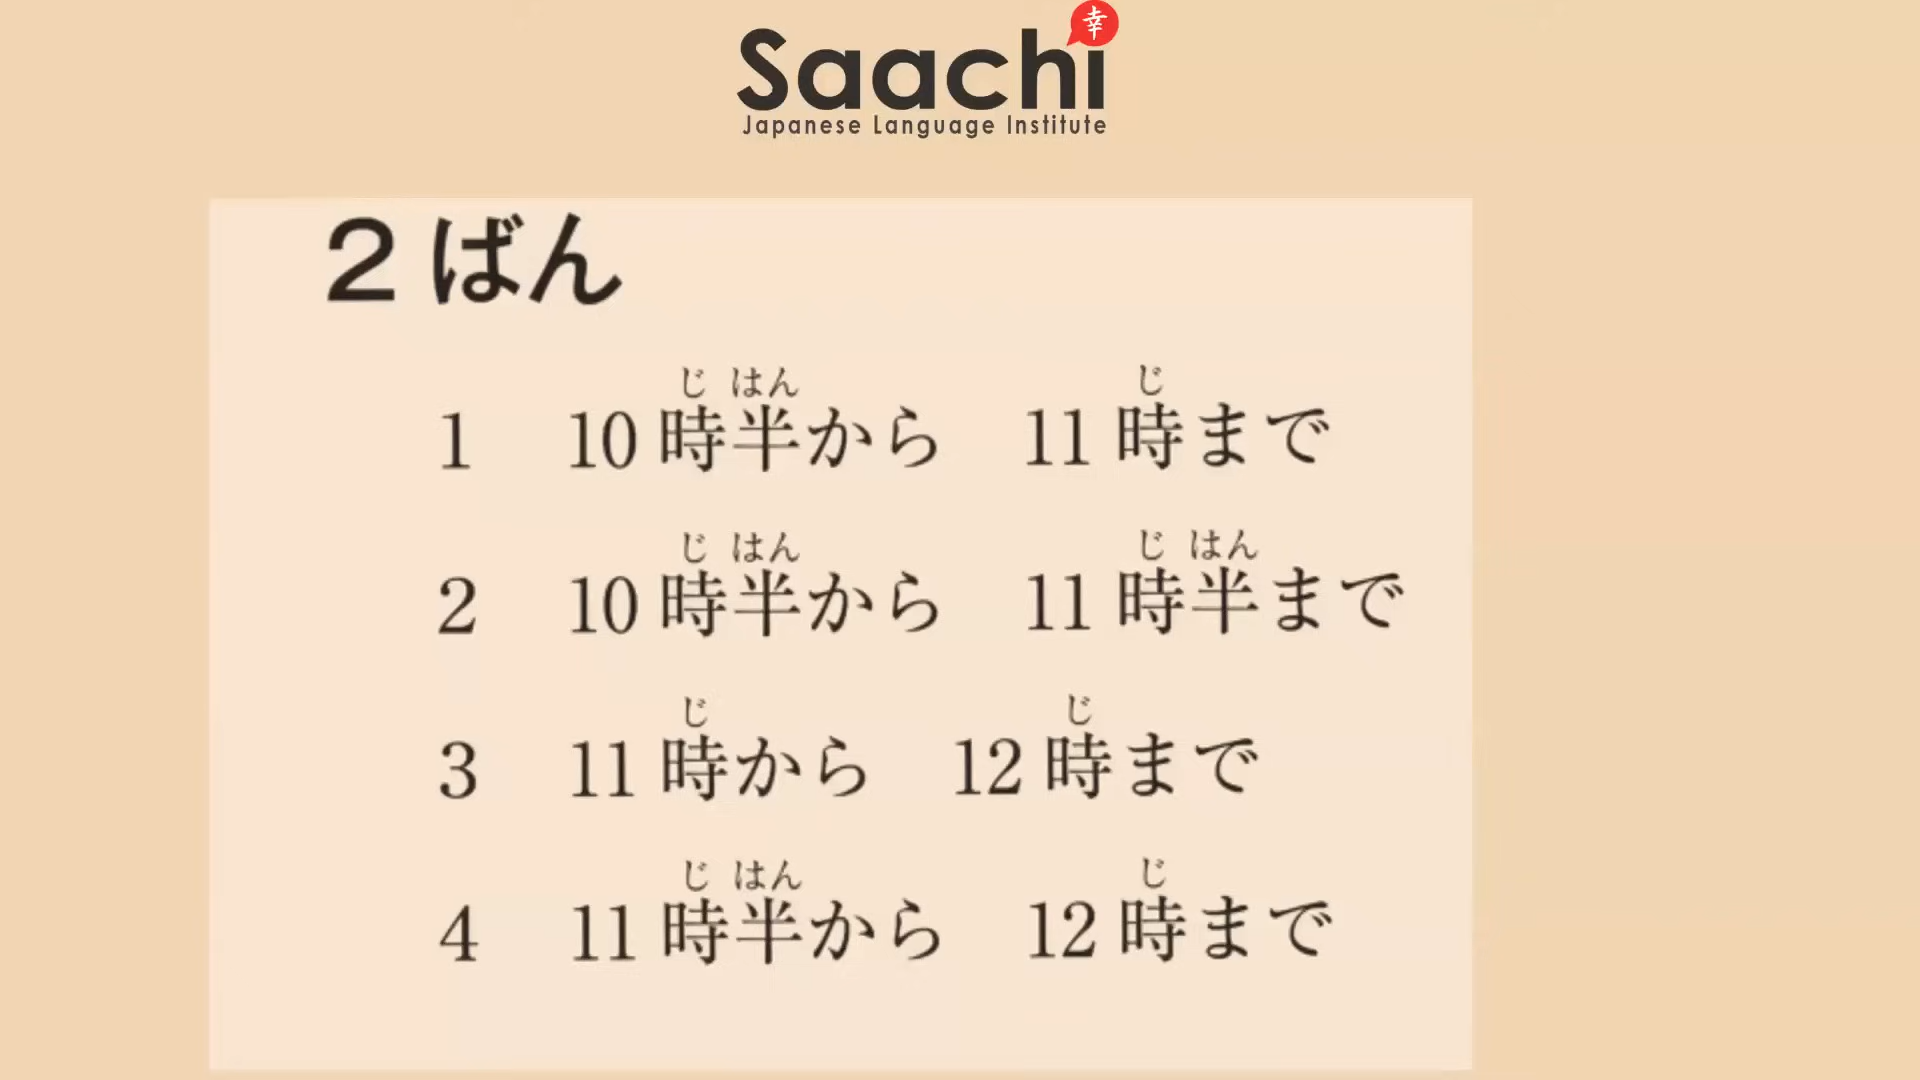 幸
Saachi
Japanese Language Institute
２ばん
じ はん じ
1 10時半から 11時まで
じ はん じ はん
2 10時半から 11時半まで
じ じ
3 11時から 12時まで
じ はん じ
4 11時半から 12時まで